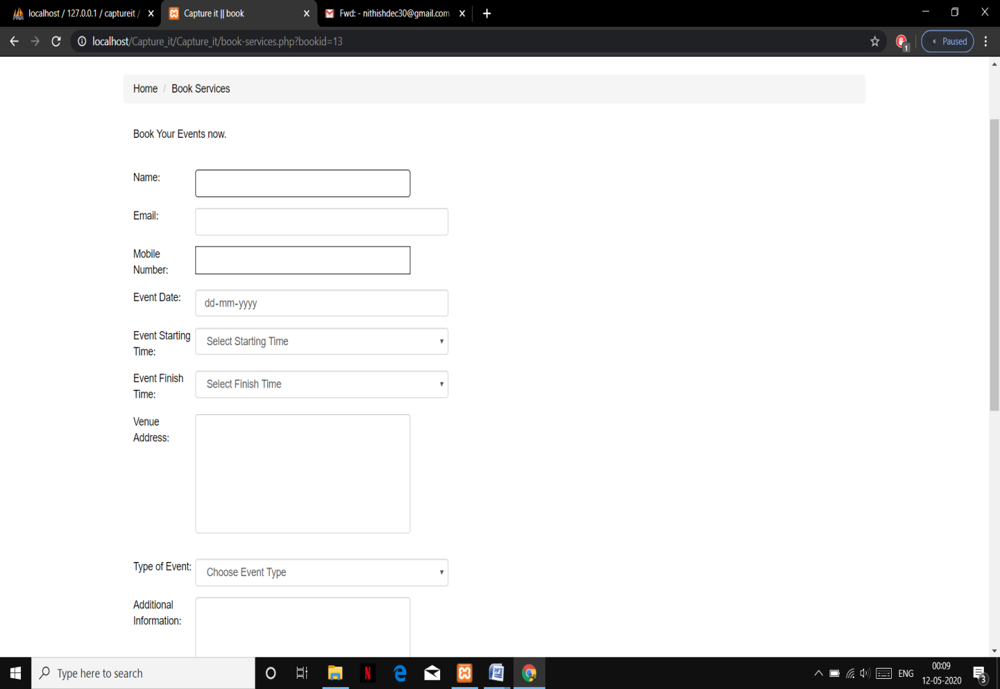 localhost / 127.0.0.1 / captureit /
Capture it || book
Fwd: - nithishdec30@gmail.com
localhost/Capture_it/Capture_it/book-services.php?bookid=13
1
Paused
Home / Book Services
Book Your Events now.
Name:
Email:
Mobile
Number:
Event Date:
dd-mm-yyyy
Event Starting
Time:
Select Starting Time
Event Finish
Time:
Select Finish Time
Venue
Address:
Type of Event:
Choose Event Type
Additional
Information:
Type here to search
N
W
ENG
00:09
12-05-2020
3